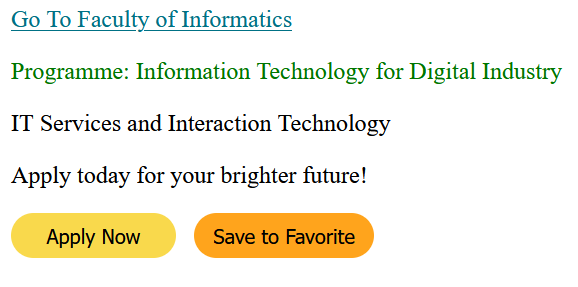 Go To Faculty of Informatics
Programme: Information Technology for Digital Industry
IT Services and Interaction Technology
Apply today for your brighter future!
Apply Now
Save to Favorite